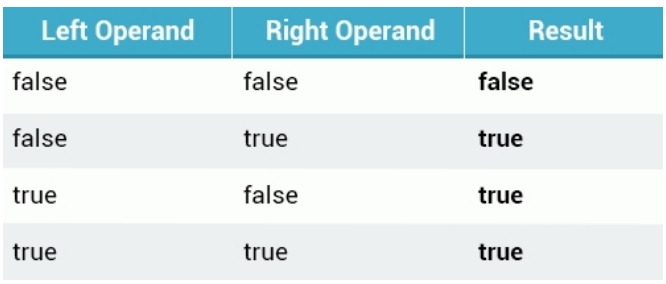 Left Operand Right Operand Result
false false false
false true true
true false true
true true true